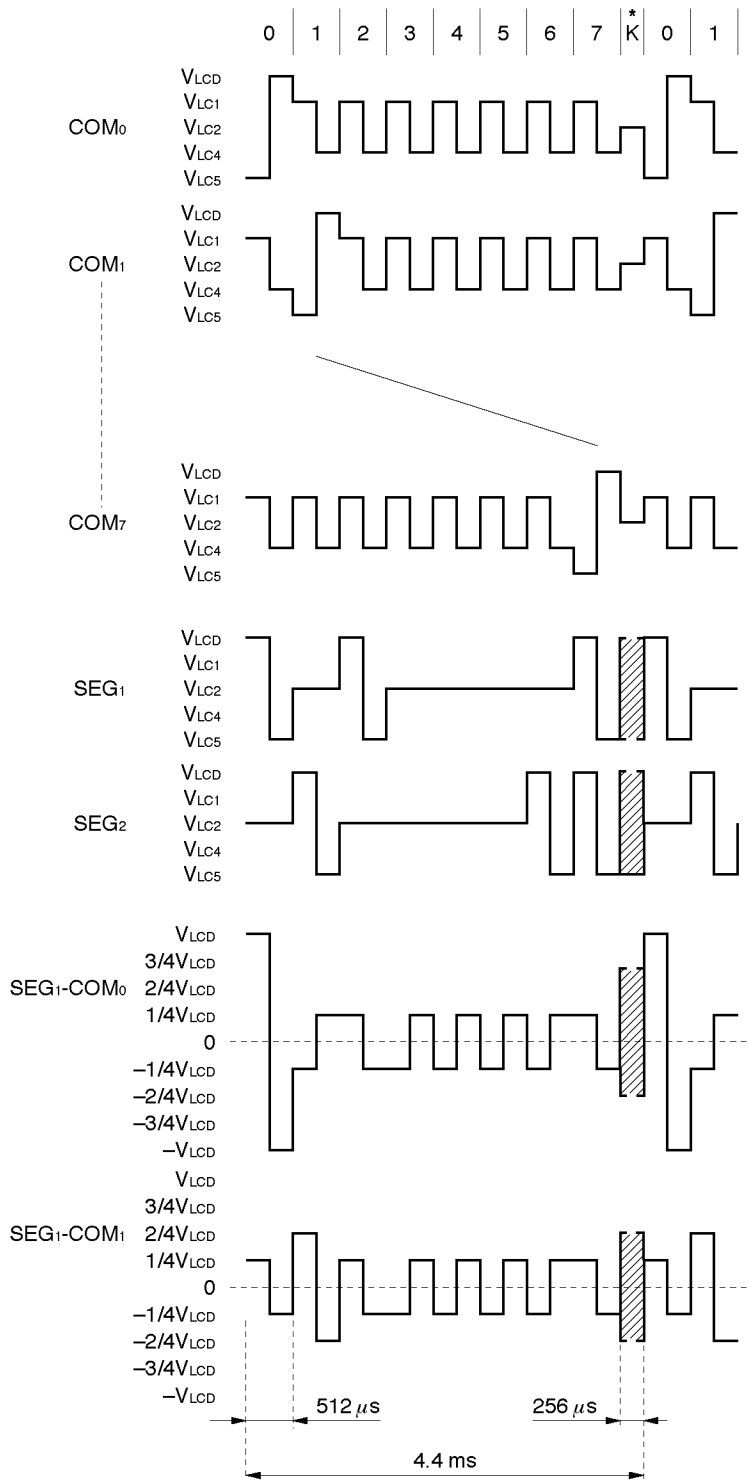 *
0 1 2 3 4 5 6 7 K 0 1
VLCD
VLC1
COM0 VLC2
VLC4
VLC5
VLCD
VLC1
COM1 VLC2
VLC4
VLC5
VLCD
VLC1
COM7 VLC2
VLC4
VLC5
VLCD
VLC1
SEG1 VLC2
VLC4
VLC5
VLCD
VLC1
SEG2 VLC2
VLC4
VLC5
VLCD
3/4VLCD
SEG1-COM0 2/4VLCD
1/4VLCD
0
–1/4VLCD
–2/4VLCD
–3/4VLCD
–VLCD
VLCD
3/4VLCD
SEG1-COM1 2/4VLCD
1/4VLCD
0
–1/4VLCD
–2/4VLCD
–3/4VLCD
–VLCD
512 μs 256 μs
4.4 ms